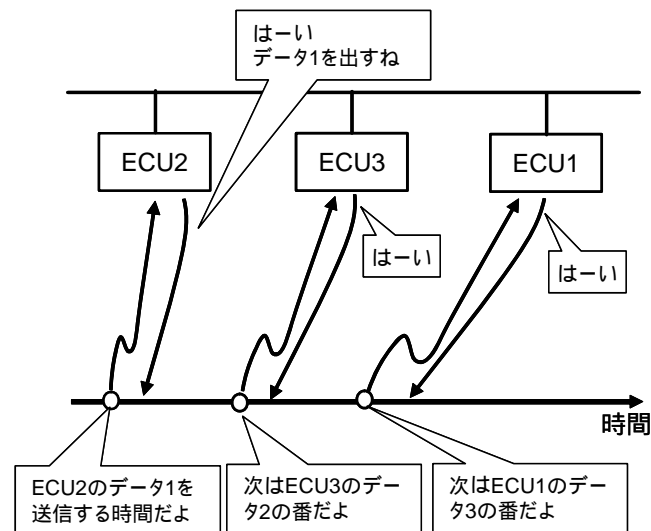 はーい
データ1を出すね
ECU2
ECU3
ECU1
はーい
はーい
時間
ECU2のデータ1を
送信する時間だよ
次はECU3のデー
タ2の番だよ
次はECU1のデー
タ3の番だよ